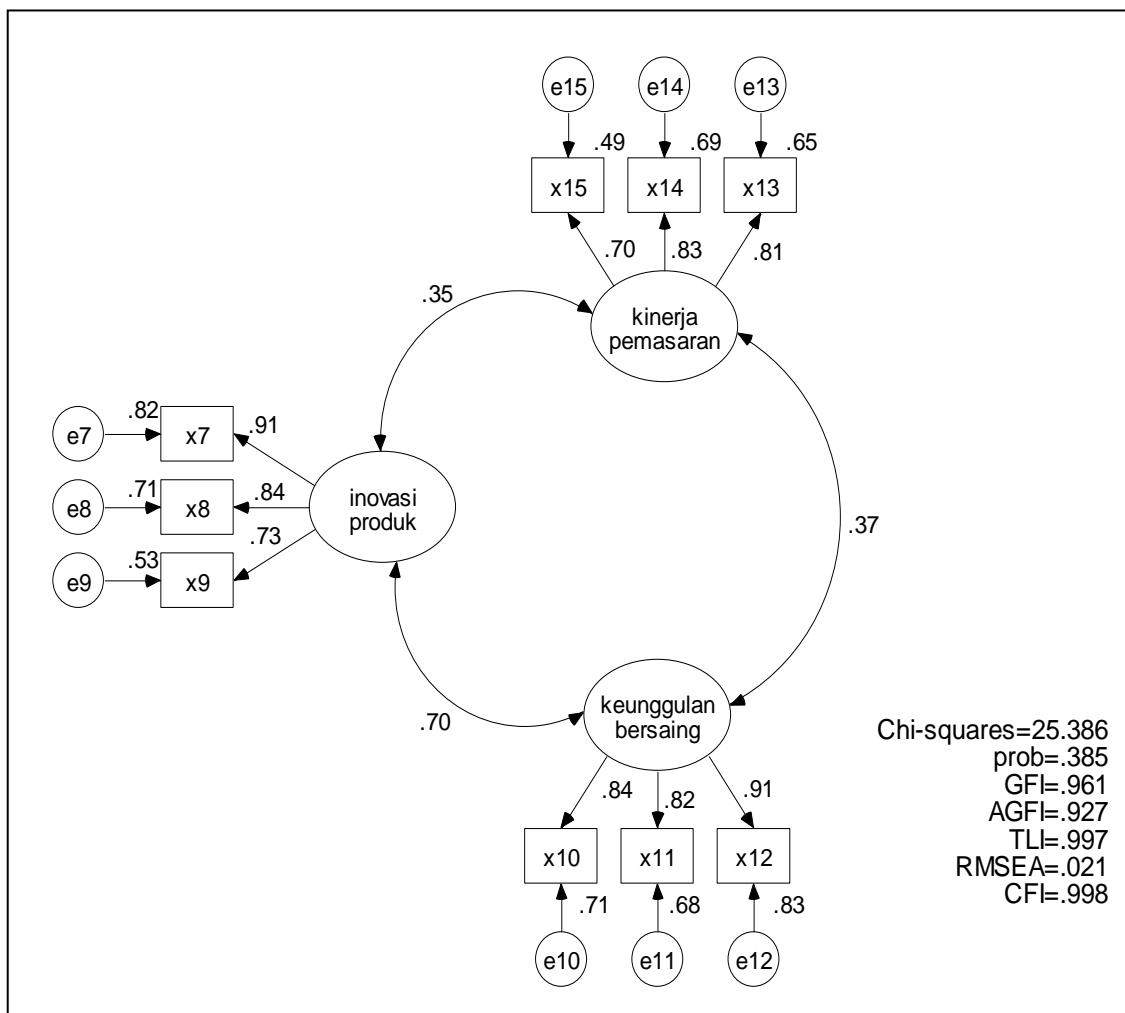 e15 e14 e13
.49 .69 .65
x15 x14 x13
.70 .83 .81
.35
kinerja
pemasaran
.82
e7 x7 .91
inovasi
produk
.71
e8 x8 .84
.73
.53
e9 x9
.37
keunggulan
bersaing
.70
.84 .82 .91
x10 x11 x12
.71 .68 .83
e10 e11 e12
Chi-squares=25.386
prob=.385
GFI=.961
AGFI=.927
TLI=.997
RMSEA=.021
CFI=.998